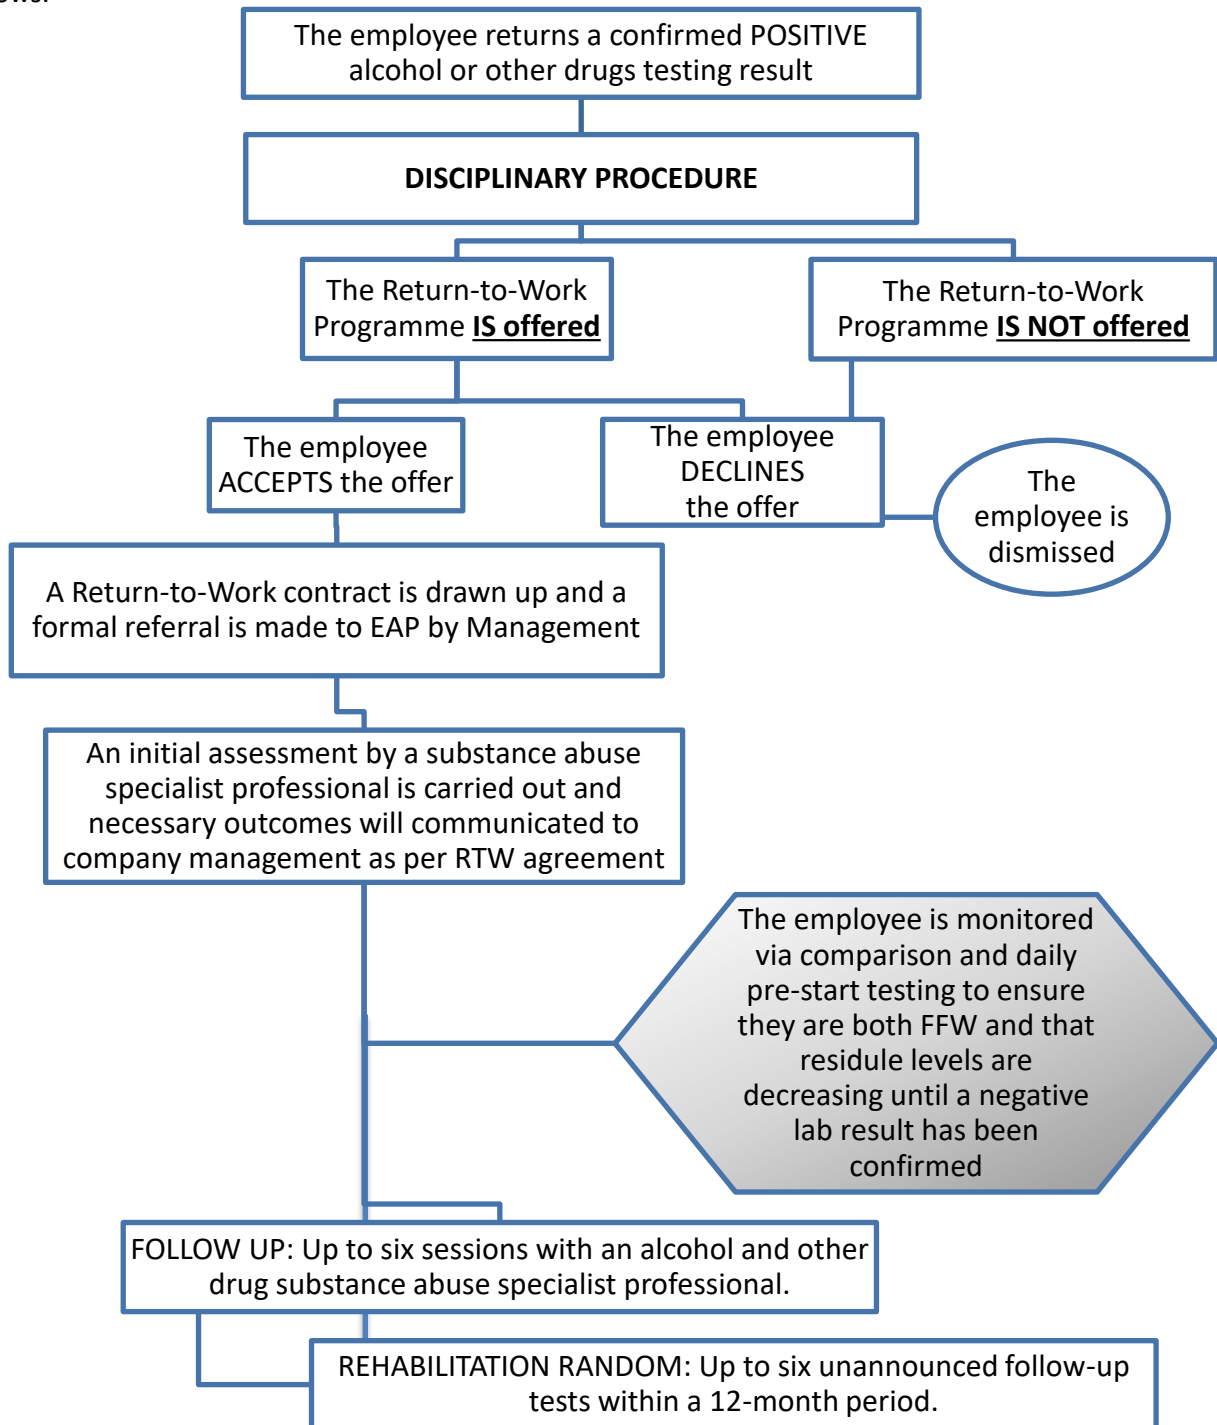 The employee returns a confirmed POSITIVE
alcohol or other drugs testing result
DISCIPLINARY PROCEDURE
The Return-to-Work
Programme IS offered
The Return-to-Work
Programme IS NOT offered
The employee
ACCEPTS the offer
The employee
DECLINES
the offer
The
employee is
dismissed
A Return-to-Work contract is drawn up and a
formal referral is made to EAP by Management
An initial assessment by a substance abuse
specialist professional is carried out and
necessary outcomes will communicated to
company management as per RTW agreement
The employee is monitored
via comparison and daily
pre-start testing to ensure
they are both FFW and that
residule levels are
decreasing until a negative
lab result has been
confirmed
FOLLOW UP: Up to six sessions with an alcohol and other
drug substance abuse specialist professional.
REHABILITATION RANDOM: Up to six unannounced follow-up
tests within a 12-month period.